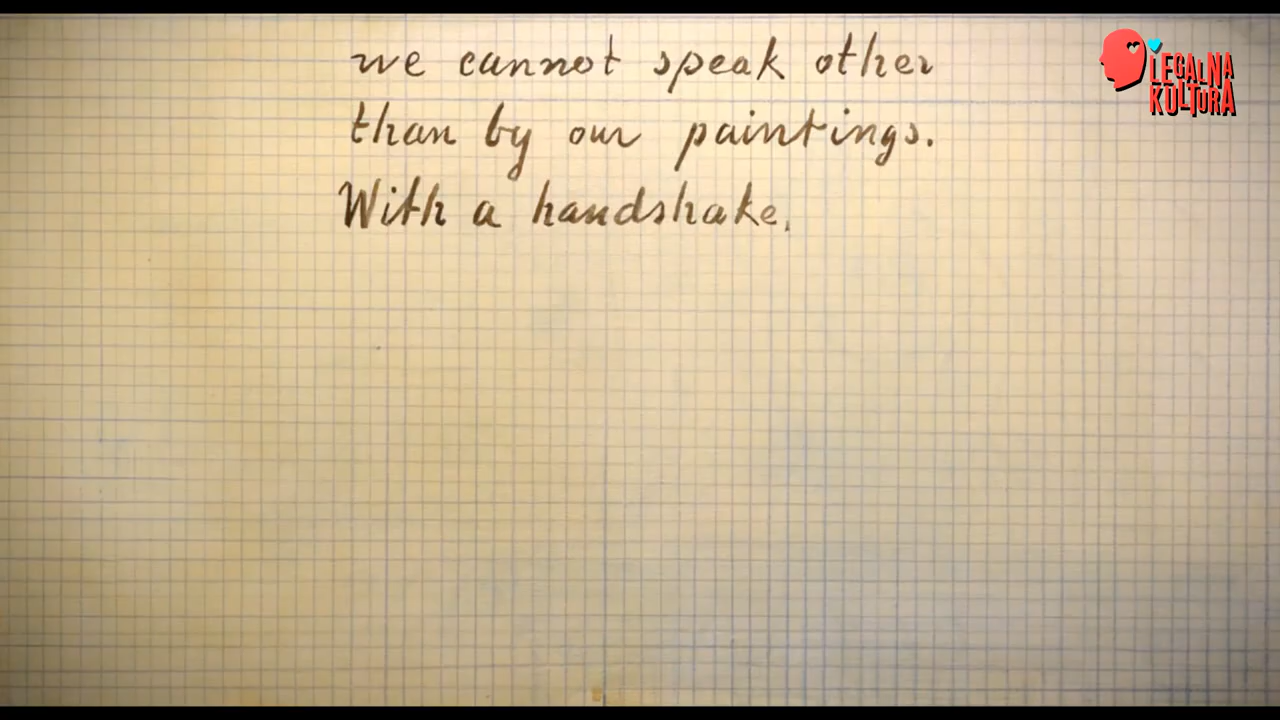 we cannot speak other
than by our paintings.
With a handshake,
LEGALNA
KULTURA